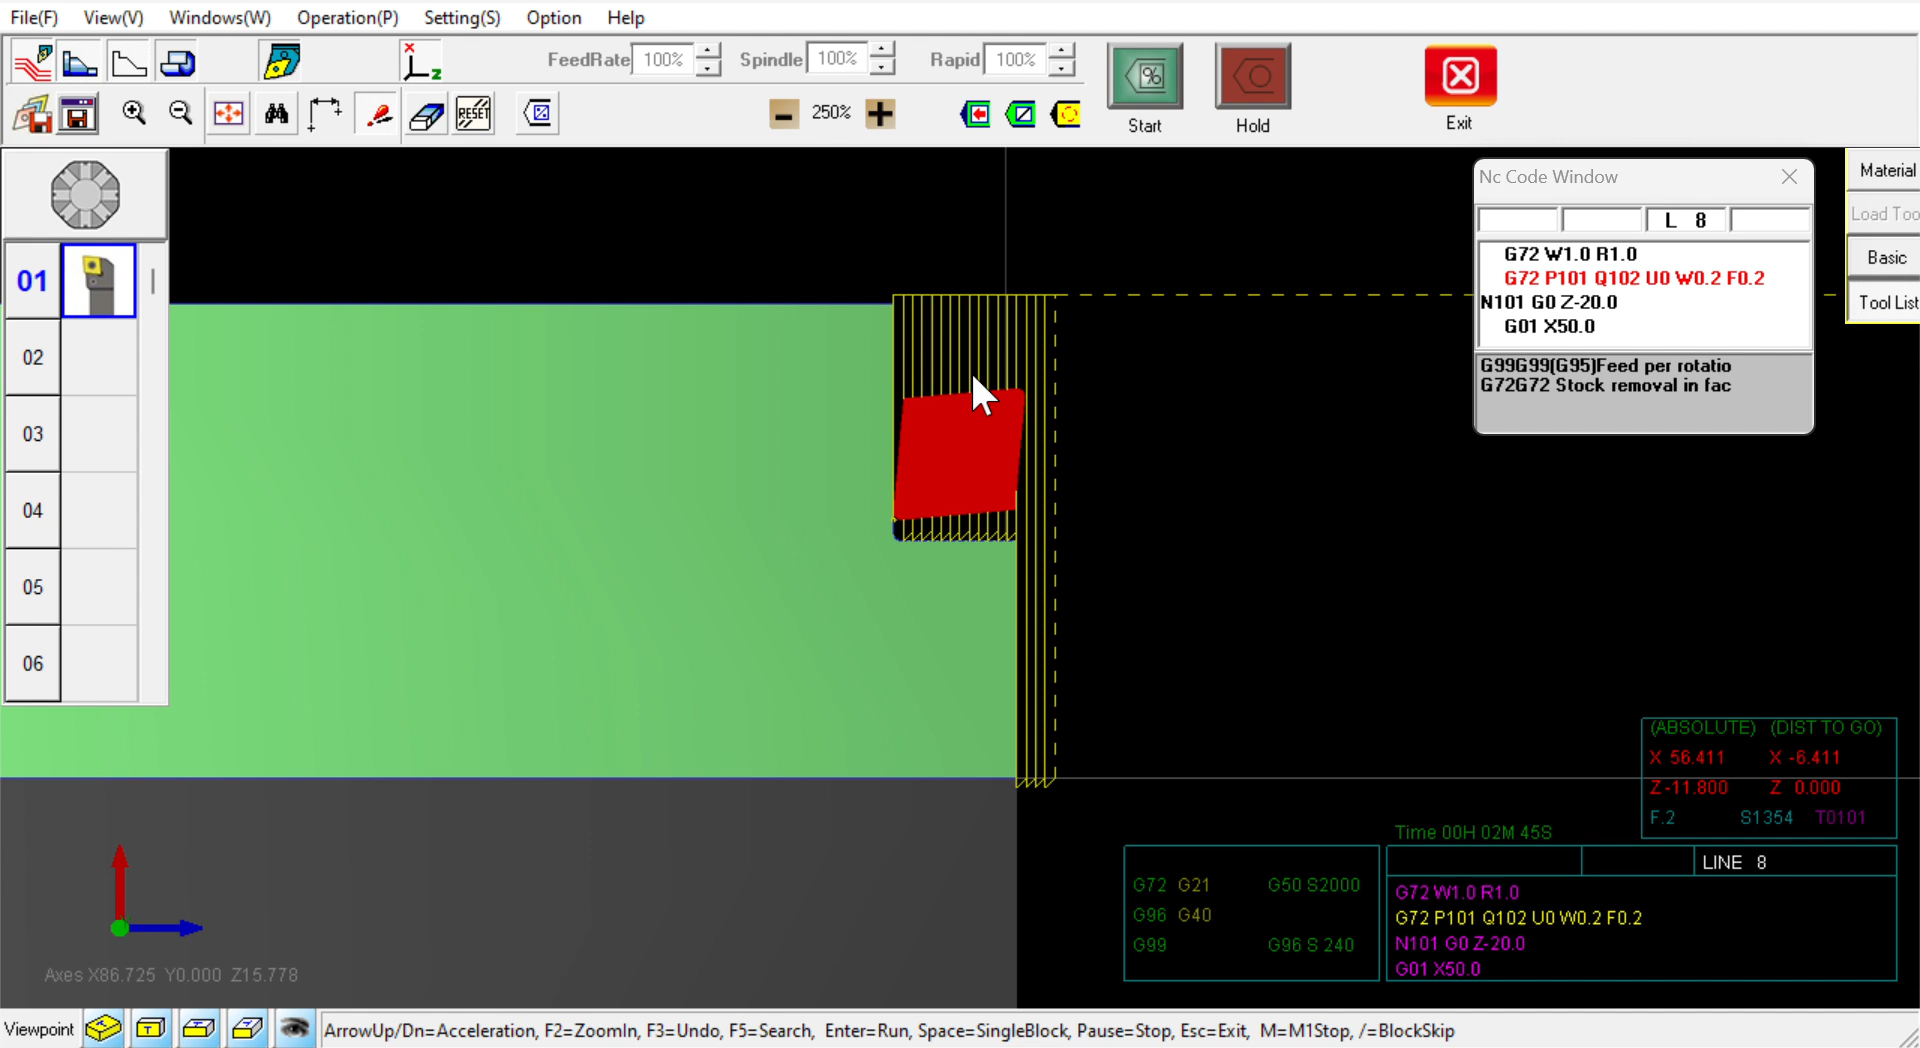 File(F) View(V) Windows(W) Operation(P) Setting(S) Option Help
FeedRate 100% Spindle 100% Rapid 100%
RESET
250%
Start
Hold
Exit
01
02
03
04
05
06
Nc Code Window
L 8
G72 W1.0 R1.0
G72 P101 Q102 U0 W0.2 F0.2
N101 G0 Z-20.0
G01 X50.0
G99G99(G95)Feed per rotatio
G72G72 Stock removal in fac
Material
Load Too
Basic
Tool List
(ABSOLUTE) (DIST TO GO)
X 56.411 X -6.411
Z -11.800 Z 0.000
F.2 S1354 T0101
Time 00H 02M 45S
LINE 8
G72 G21 G50 S2000
G96 G40
G99 G96 S 240
G72 W1.0 R1.0
G72 P101 Q102 U0 W0.2 F0.2
N101 G0 Z-20.0
G01 X50.0
Axes X86.725 Y0.000 Z15.778
Viewpoint
ArrowUp/Dn=Acceleration, F2=ZoomIn, F3=Undo, F5=Search, Enter=Run, Space=SingleBlock, Pause=Stop, Esc=Exit, M=M1Stop, /=BlockSkip